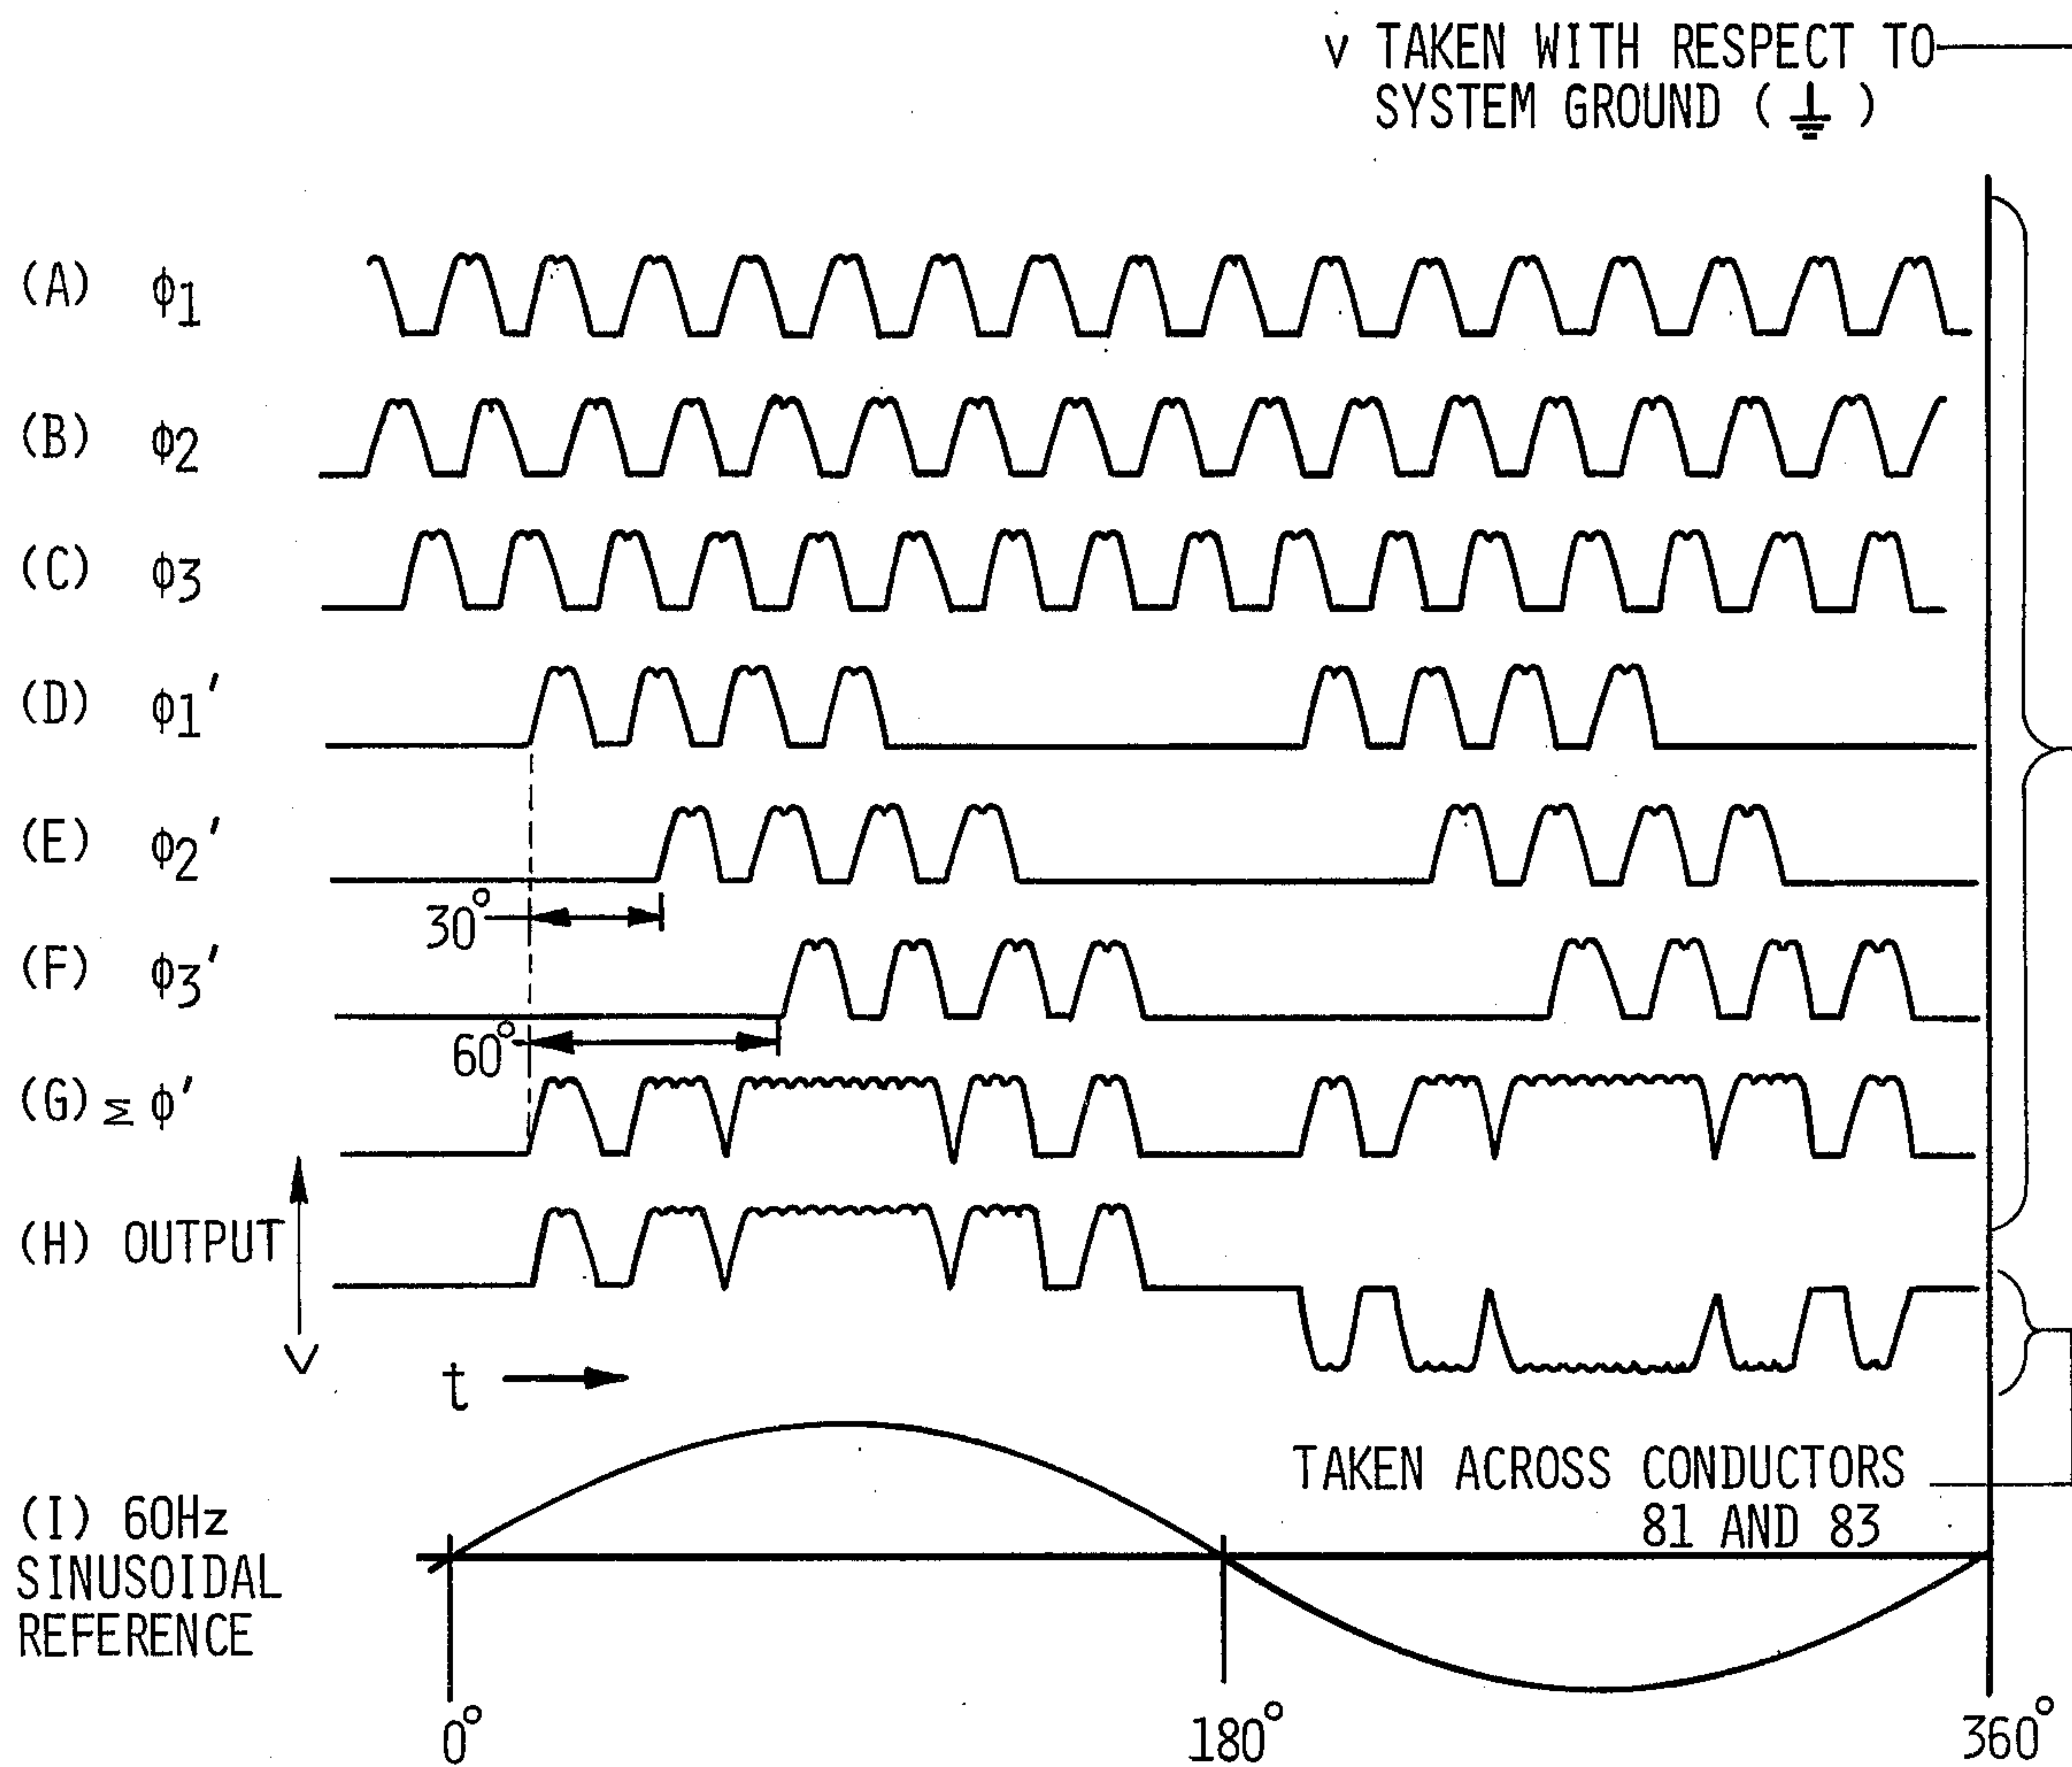 v TAKEN WITH RESPECT TO
SYSTEM GROUND ( ⏚ )
(A) ϕ1
(B) ϕ2
(C) ϕ3
(D) ϕ1′
(E) ϕ2′
30°
(F) ϕ3′
60°
(G) Σ ϕ′
(H) OUTPUT
V
t
TAKEN ACROSS CONDUCTORS
81 AND 83
(I) 60Hz
SINUSOIDAL
REFERENCE
0°
180°
360°